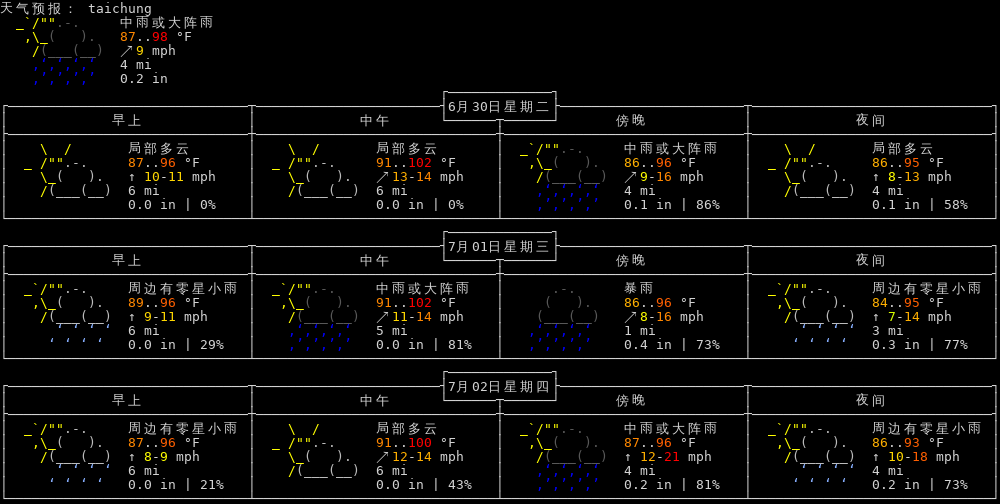 天气预报： taichung
中雨或大阵雨
87..98 °F
↗9 mph
4 mi
0.2 in
6月30日星期二
早上 中午 傍晚 夜间
局部多云 局部多云 中雨或大阵雨 局部多云
87..96 °F 91..102 °F 86..96 °F 86..95 °F
↑ 10-11 mph ↗13-14 mph ↗9-16 mph ↑ 8-13 mph
6 mi 6 mi 4 mi 4 mi
0.0 in | 0% 0.0 in | 0% 0.1 in | 86% 0.1 in | 58%
7月01日星期三
早上 中午 傍晚 夜间
周边有零星小雨 中雨或大阵雨 暴雨 周边有零星小雨
89..96 °F 91..102 °F 86..96 °F 84..95 °F
↑ 9-11 mph ↗11-14 mph ↗8-16 mph ↑ 7-14 mph
6 mi 5 mi 1 mi 3 mi
0.0 in | 29% 0.0 in | 81% 0.4 in | 73% 0.3 in | 77%
7月02日星期四
早上 中午 傍晚 夜间
周边有零星小雨 局部多云 中雨或大阵雨 周边有零星小雨
87..96 °F 91..100 °F 87..96 °F 86..93 °F
↑ 8-9 mph ↗12-14 mph ↑ 12-21 mph ↑ 10-18 mph
6 mi 6 mi 4 mi 4 mi
0.0 in | 21% 0.0 in | 43% 0.2 in | 81% 0.2 in | 73%